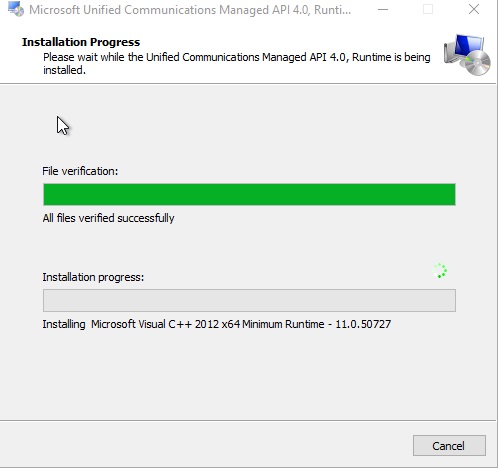 Microsoft Unified Communications Managed API 4.0, Runti...
Installation Progress
Please wait while the Unified Communications Managed API 4.0, Runtime is being
installed.
File verification:
All files verified successfully
Installation progress:
Installing  Microsoft Visual C++ 2012 x64 Minimum Runtime - 11.0.50727
Cancel